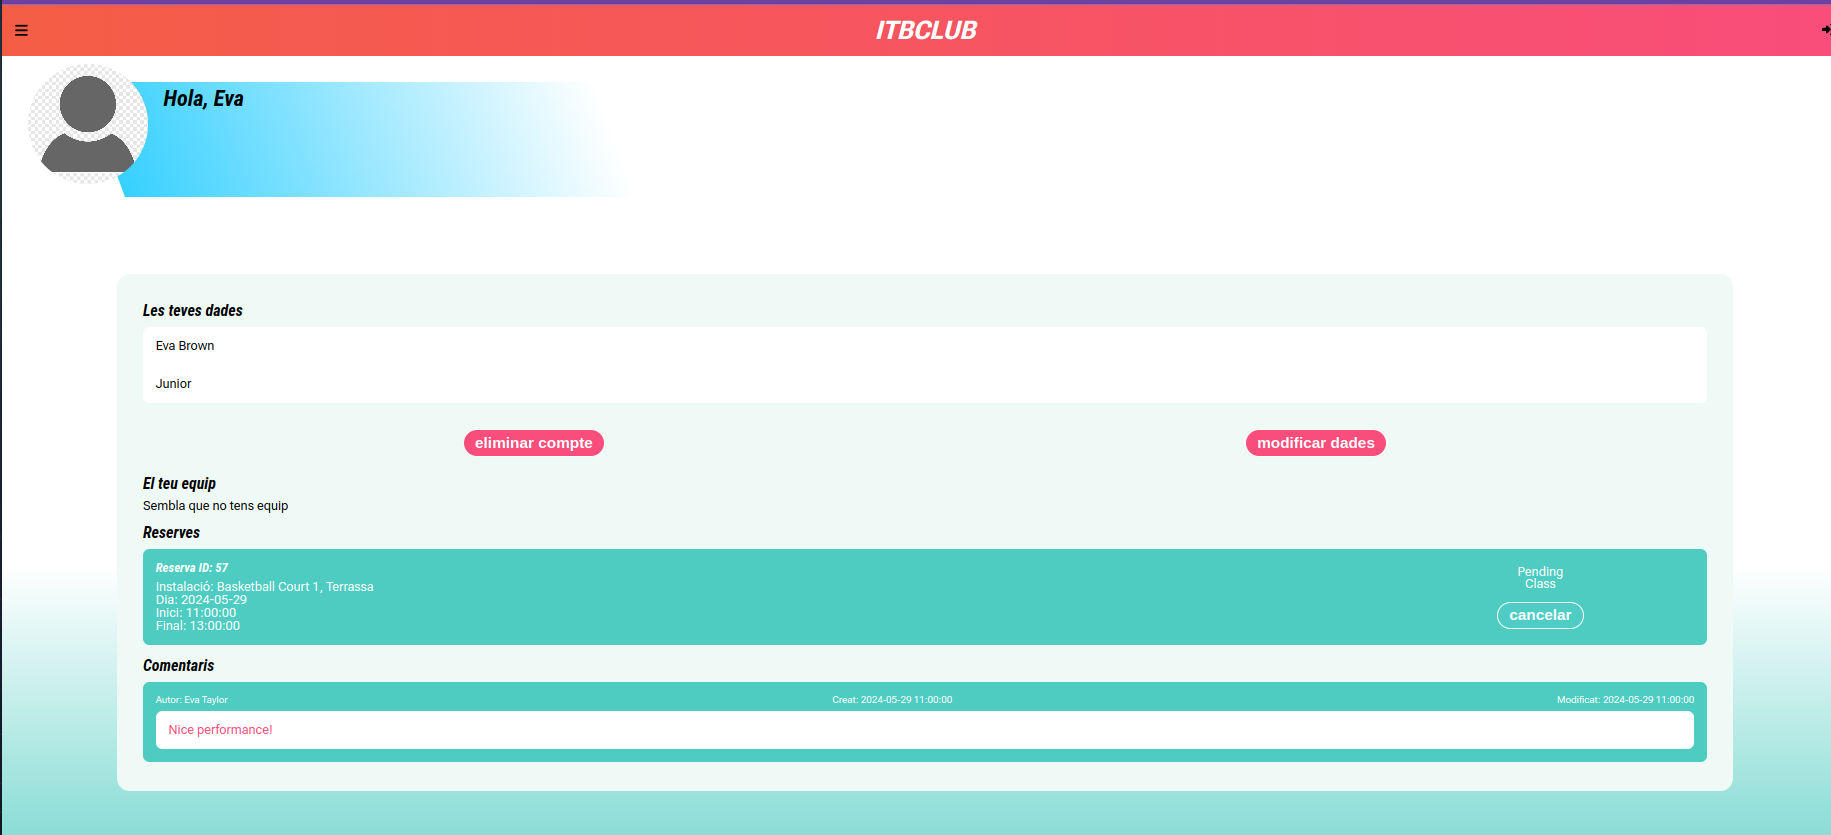 ITBCLUB
Hola, Eva
Les teves dades
Eva Brown
Junior
eliminar compte
modificar dades
El teu equip
Sembla que no tens equip
Reserves
Reserva ID: 57
Instalació: Basketball Court 1, Terrassa
Dia: 2024-05-29
Inici: 11:00:00
Final: 13:00:00
Pending
Class
cancelar
Comentaris
Autor: Eva Taylor
Creat: 2024-05-29 11:00:00
Modificat: 2024-05-29 11:00:00
Nice performance!